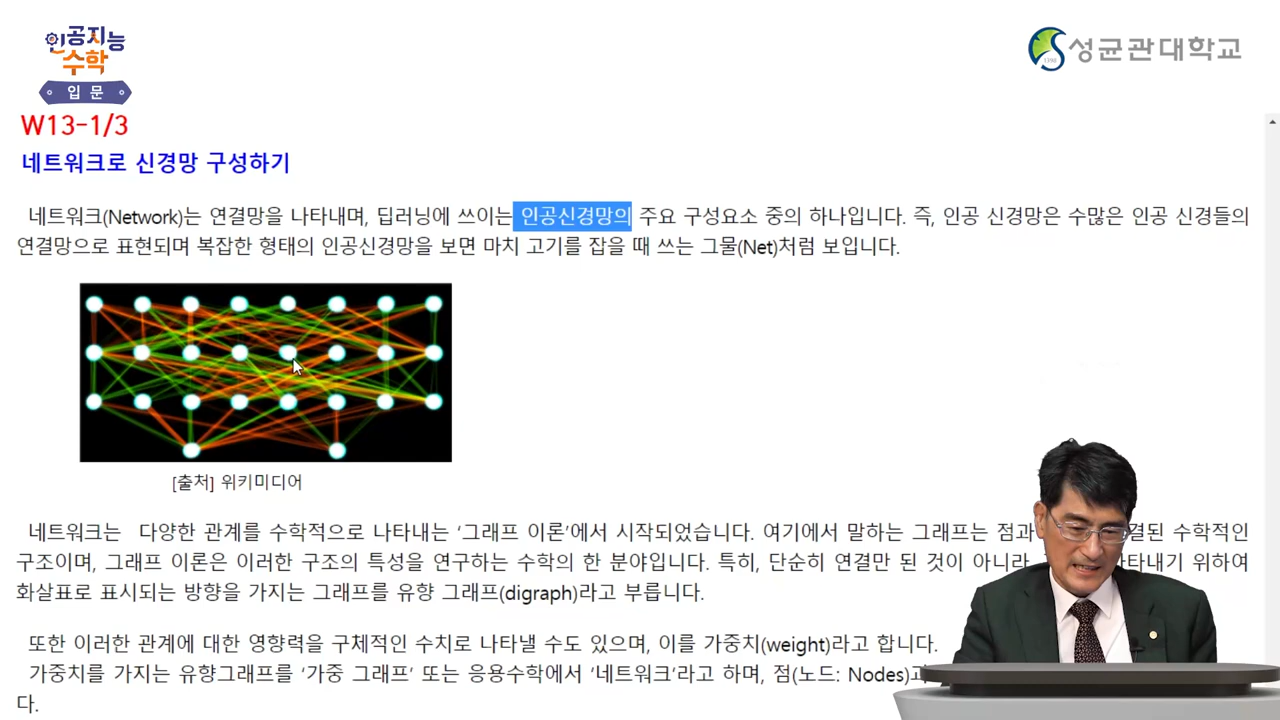 인공지능
수학
입문
성균관대학교
W13-1/3
네트워크로 신경망 구성하기
네트워크(Network)는 연결망을 나타내며, 딥러닝에 쓰이는 인공신경망의 주요 구성요소 중의 하나입니다. 즉, 인공 신경망은 수많은 인공 신경들의
연결망으로 표현되며 복잡한 형태의 인공신경망을 보면 마치 고기를 잡을 때 쓰는 그물(Net)처럼 보입니다.
[출처] 위키미디어
네트워크는 다양한 관계를 수학적으로 나타내는 ‘그래프 이론’에서 시작되었습니다. 여기에서 말하는 그래프는 점과 수학적인
구조이며, 그래프 이론은 이러한 구조의 특성을 연구하는 수학의 한 분야입니다. 특히, 단순히 연결만 된 것이 아니라 위하여
화살표로 표시되는 방향을 가지는 그래프를 유향 그래프(digraph)라고 부릅니다.
또한 이러한 관계에 대한 영향력을 구체적인 수치로 나타낼 수도 있으며, 이를 가중치(weight)라고 합니다.
가중치를 가지는 유향그래프를 ‘가중 그래프’ 또는 응용수학에서 ’네트워크’라고 하며, 점(노드: Nodes)과
다.